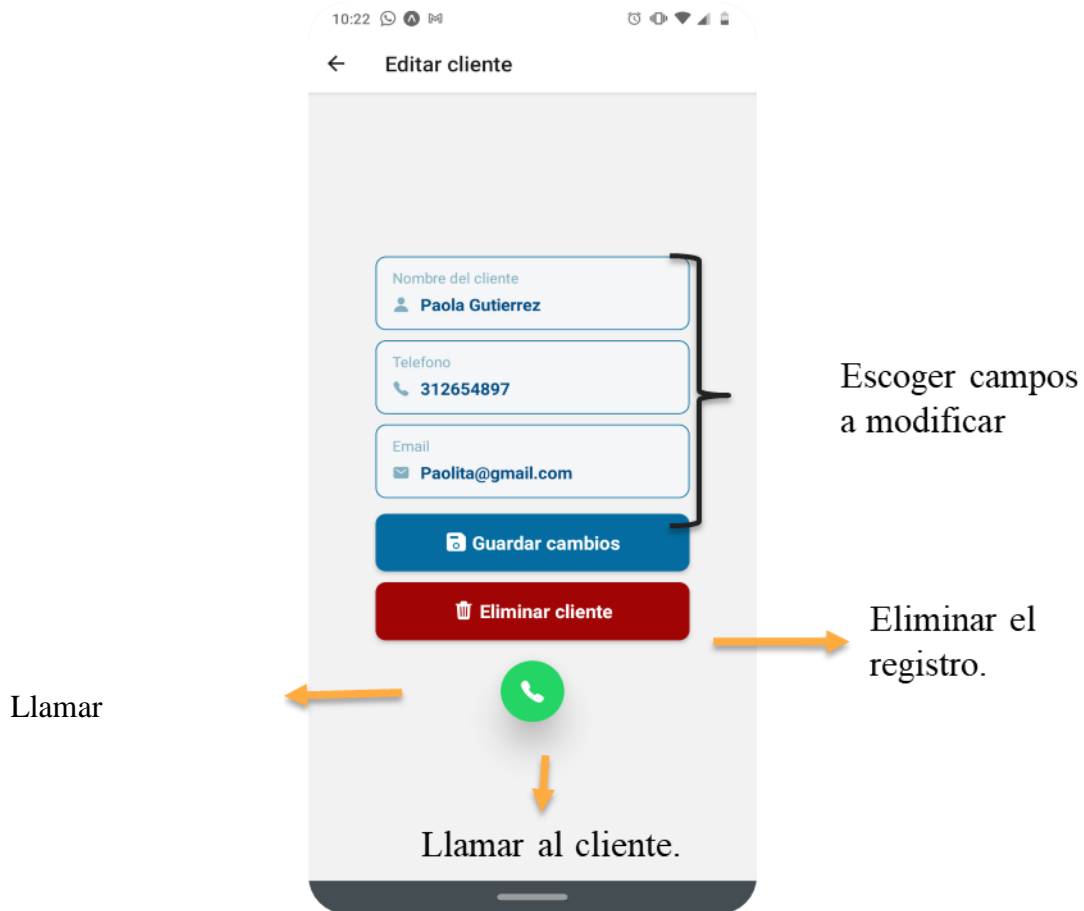 10:22
Editar cliente
Nombre del cliente
Paola Gutierrez
Telefono
312654897
Email
Paolita@gmail.com
Escoger campos
a modificar
Guardar cambios
Eliminar cliente
Eliminar el
registro.
Llamar
Llamar al cliente.